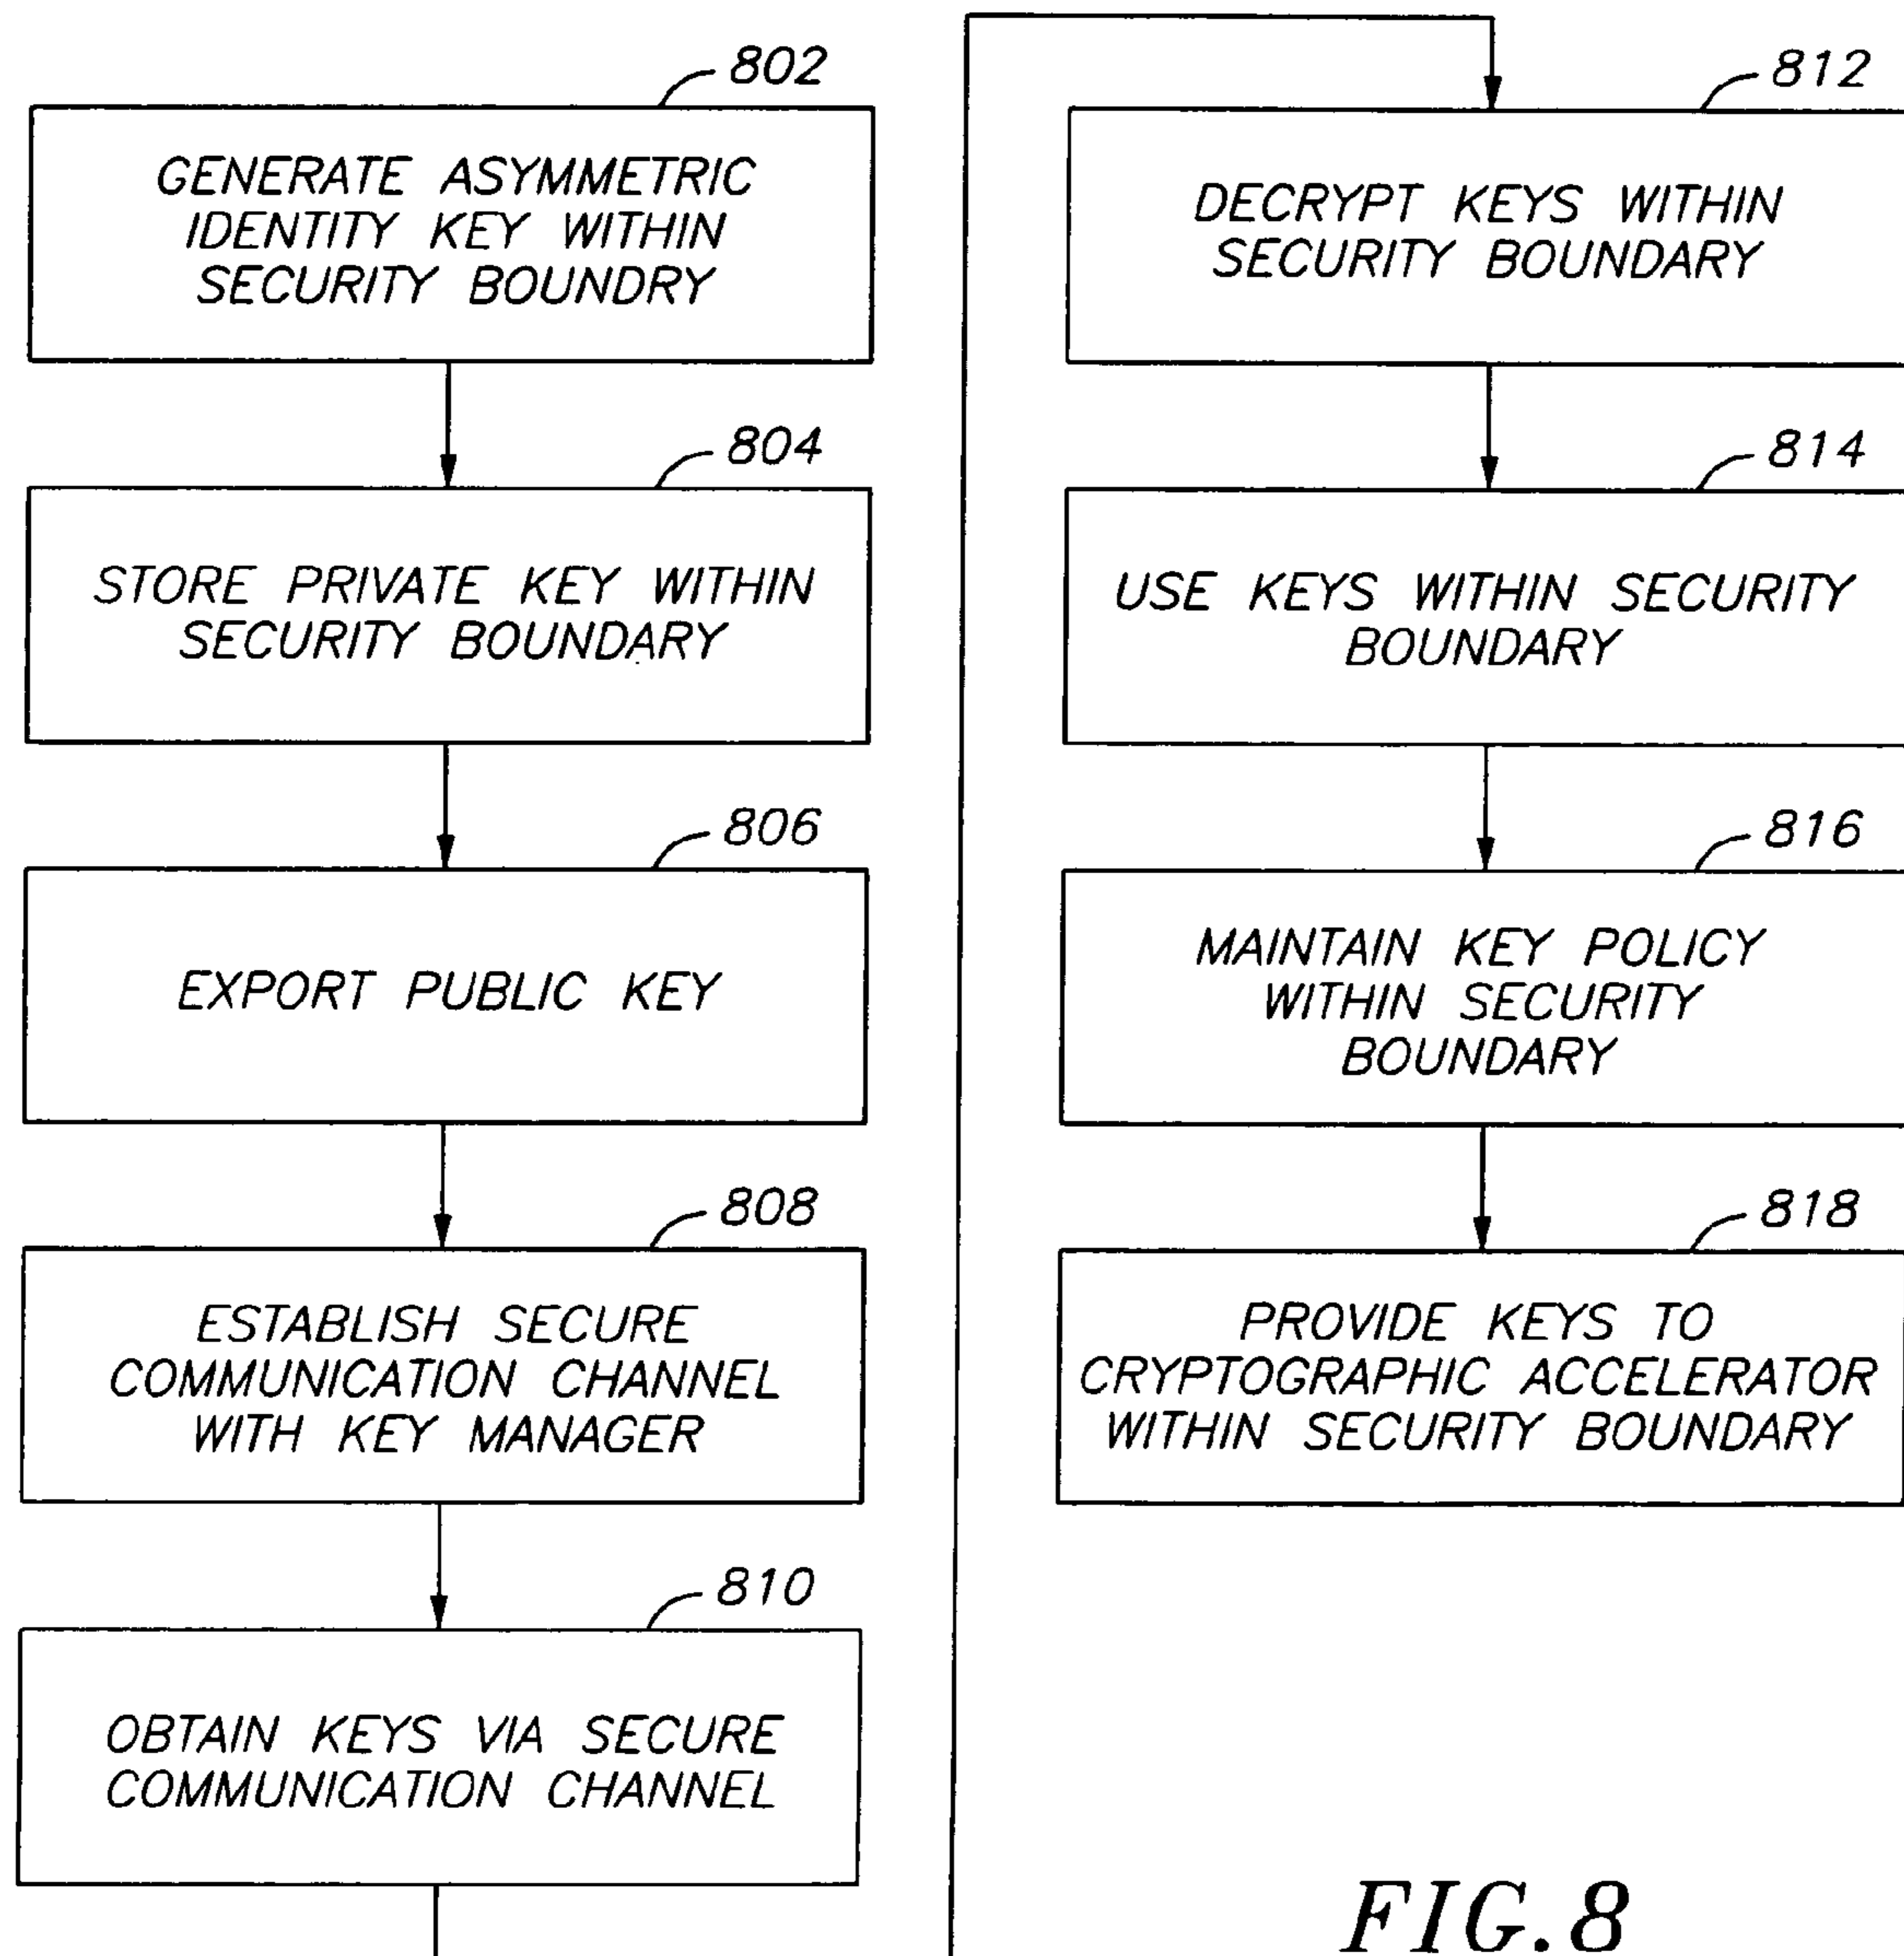 802
GENERATE ASYMMETRIC
IDENTITY KEY WITHIN
SECURITY BOUNDRY
804
STORE PRIVATE KEY WITHIN
SECURITY BOUNDARY
806
EXPORT PUBLIC KEY
808
ESTABLISH SECURE
COMMUNICATION CHANNEL
WITH KEY MANAGER
810
OBTAIN KEYS VIA SECURE
COMMUNICATION CHANNEL
812
DECRYPT KEYS WITHIN
SECURITY BOUNDARY
814
USE KEYS WITHIN SECURITY
BOUNDARY
816
MAINTAIN KEY POLICY
WITHIN SECURITY
BOUNDARY
818
PROVIDE KEYS TO
CRYPTOGRAPHIC ACCELERATOR
WITHIN SECURITY BOUNDARY
FIG.8